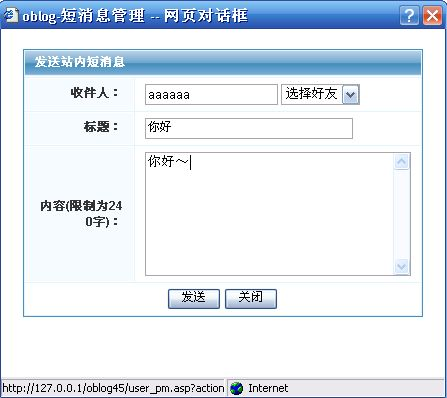 oblog-短消息管理 -- 网页对话框
发送站内短消息
收件人： aaaaaa 选择好友
标题： 你好
内容(限制为24
0字)：
你好～
发送 关闭
http://127.0.0.1/oblog45/user_pm.asp?action Internet